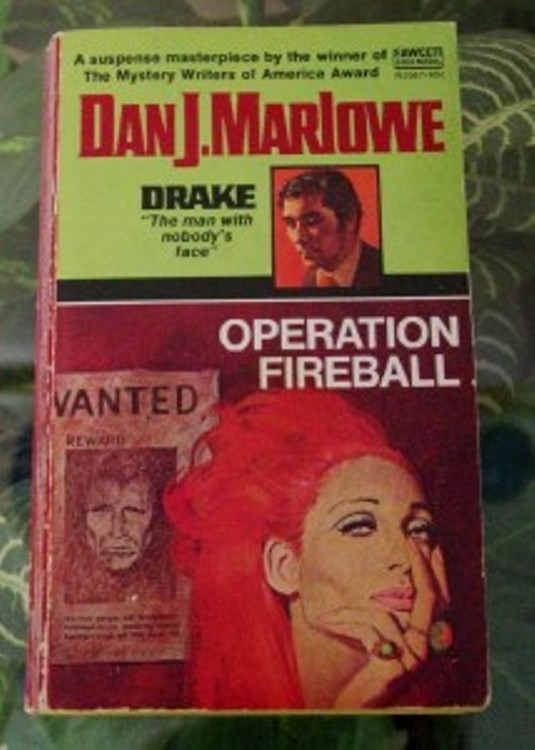 A suspense masterpiece by the winner of
The Mystery Writers of America Award
FAWCETT
DAN J. MARLOWE
DRAKE
"The man with
nobody's
face"
OPERATION
FIREBALL
WANTED
REWARD